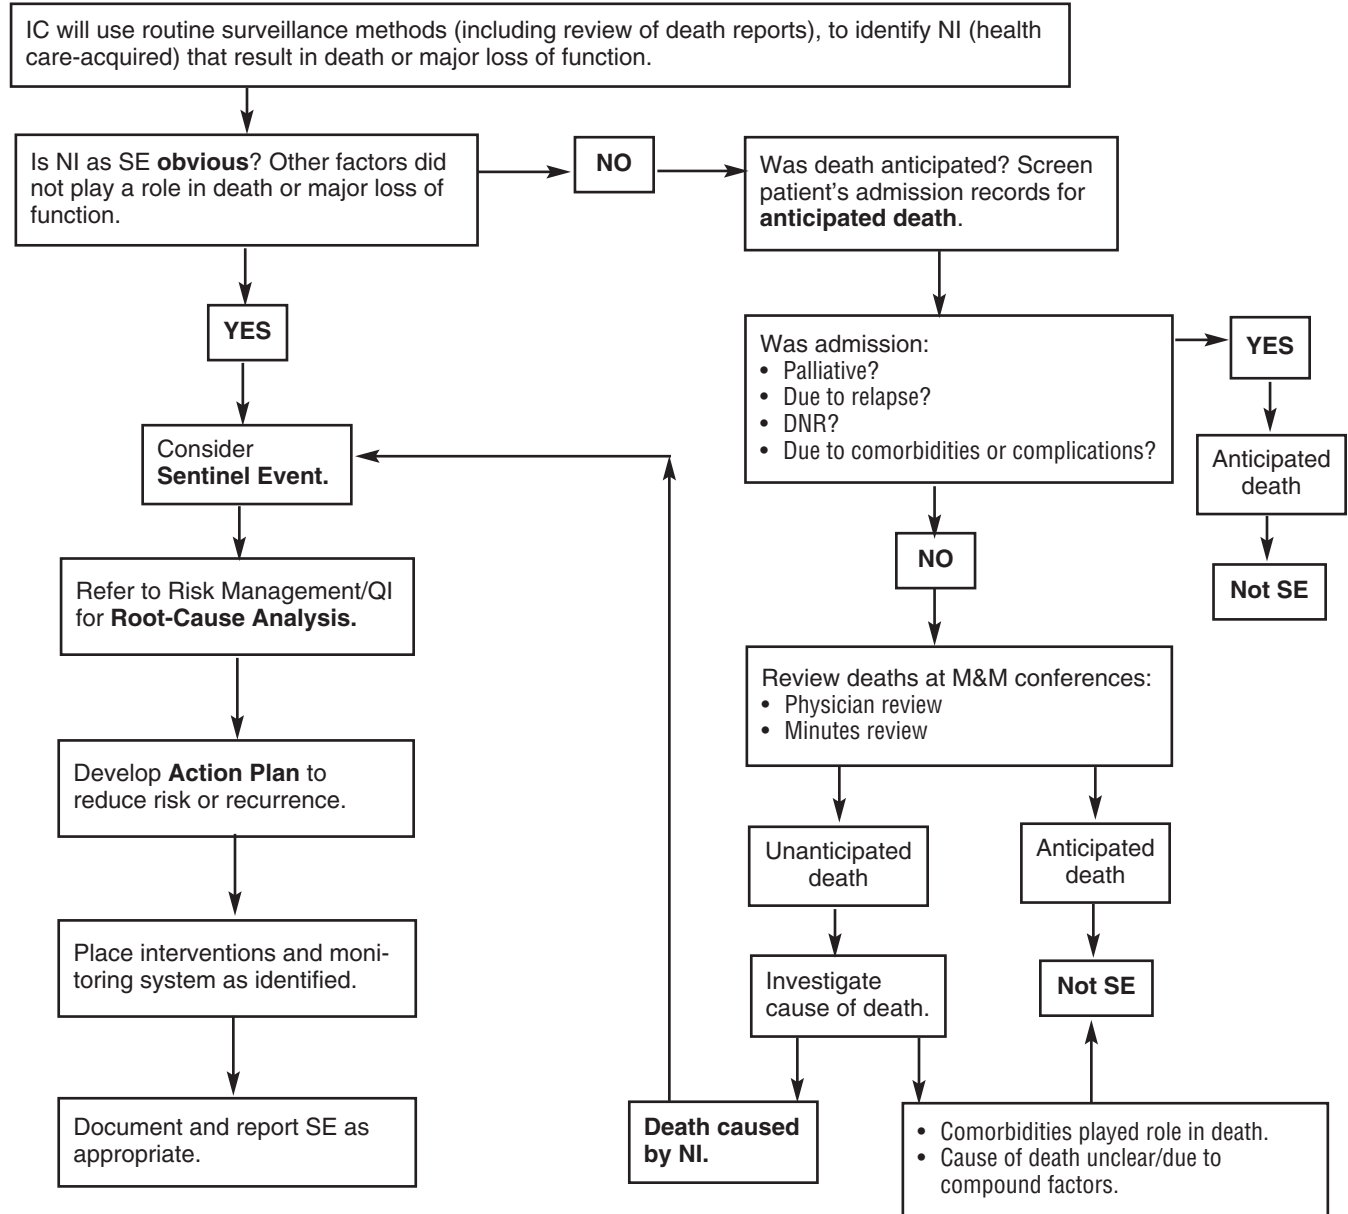 IC will use routine surveillance methods (including review of death reports), to identify NI (health
care-acquired) that result in death or major loss of function.
Is NI as SE obvious? Other factors did
not play a role in death or major loss of
function.
NO
Was death anticipated? Screen
patient's admission records for
anticipated death.
YES
Was admission:
• Palliative?
• Due to relapse?
• DNR?
• Due to comorbidities or complications?
YES
Anticipated
death
Not SE
Consider
Sentinel Event.
NO
Refer to Risk Management/QI
for Root-Cause Analysis.
Review deaths at M&M conferences:
• Physician review
• Minutes review
Develop Action Plan to
reduce risk or recurrence.
Unanticipated
death
Anticipated
death
Place interventions and moni-
toring system as identified.
Investigate
cause of death.
Not SE
Document and report SE as
appropriate.
Death caused
by NI.
• Comorbidities played role in death.
• Cause of death unclear/due to
compound factors.